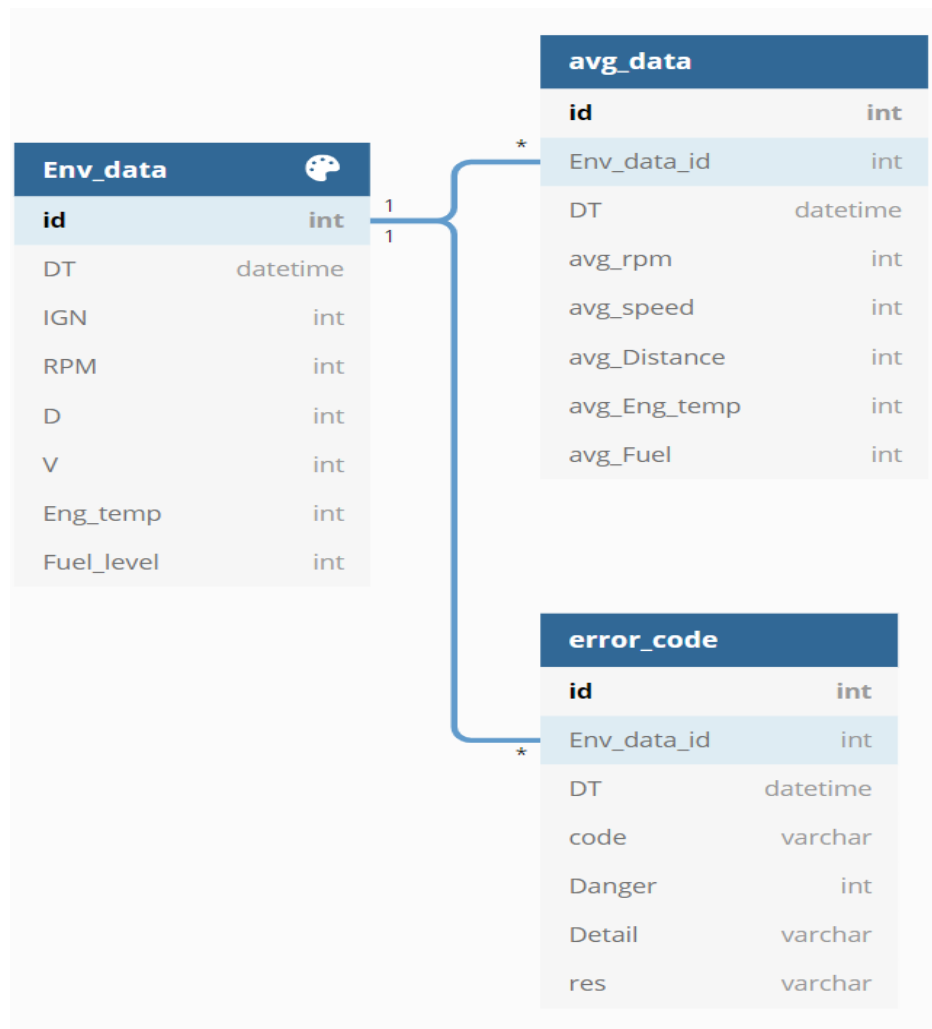 Env_data
id int
DT datetime
IGN int
RPM int
D int
V int
Eng_temp int
Fuel_level int
1
1
*
avg_data
id int
Env_data_id int
DT datetime
avg_rpm int
avg_speed int
avg_Distance int
avg_Eng_temp int
avg_Fuel int
*
error_code
id int
Env_data_id int
DT datetime
code varchar
Danger int
Detail varchar
res varchar